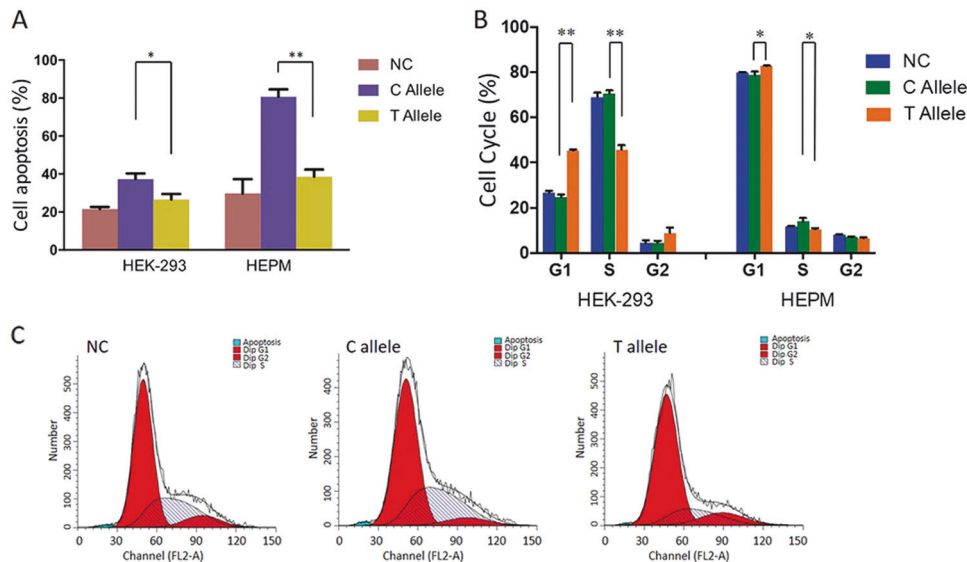 A
Cell apoptosis (%)
100
80
60
40
20
0
*
**
NC
C Allele
T Allele
HEK-293
HEPM
B
Cell Cycle (%)
100
80
60
40
20
0
**
**
*
*
NC
C Allele
T Allele
G1 S G2 G1 S G2
HEK-293 HEPM
C
NC
Apoptosis
Dip G1
Dip G2
Dip S
Number
500
400
300
200
100
0
0 30 60 90 120 150
Channel (FL2-A)
C allele
Apoptosis
Dip G1
Dip G2
Dip S
Number
400
300
200
100
0
0 30 60 90 120 150
Channel (FL2-A)
T allele
Apoptosis
Dip G1
Dip G2
Dip S
Number
500
400
300
200
100
0
0 30 60 90 120 150
Channel (FL2-A)